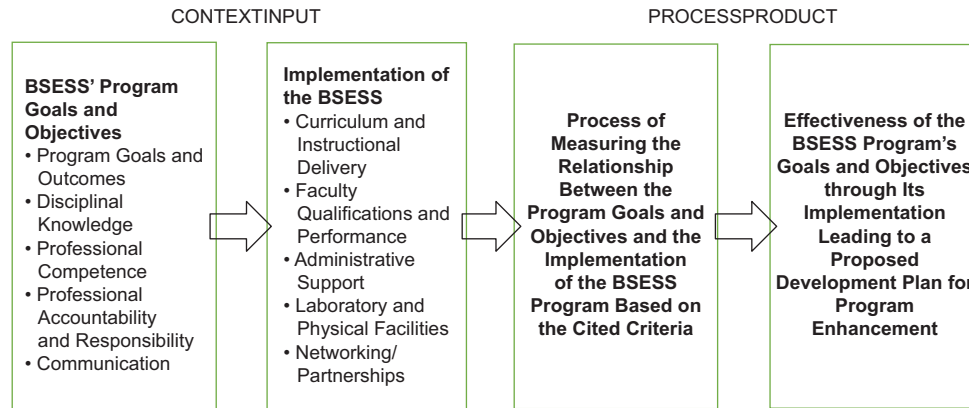 CONTEXTINPUT
PROCESSPRODUCT
BSESS’ Program
Goals and
Objectives
• Program Goals and
Outcomes
• Disciplinal
Knowledge
• Professional
Competence
• Professional
Accountability
and Responsibility
• Communication
Implementation of
the BSESS
• Curriculum and
Instructional
Delivery
• Faculty
Qualifications and
Performance
• Administrative
Support
• Laboratory and
Physical Facilities
• Networking/
Partnerships
Process of
Measuring the
Relationship
Between the
Program Goals and
Objectives and the
Implementation
of the BSESS
Program Based on
the Cited Criteria
Effectiveness of the
BSESS Program’s
Goals and Objectives
through Its
Implementation
Leading to a
Proposed
Development Plan for
Program
Enhancement